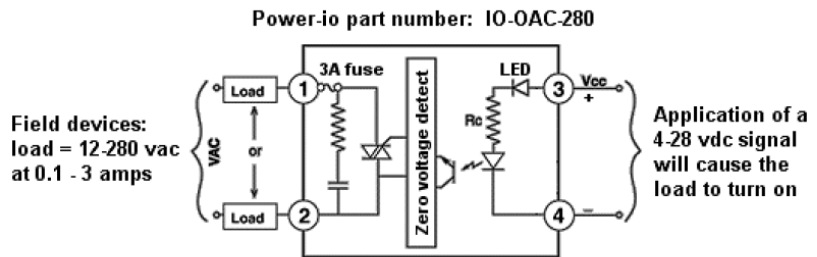 Power-io part number: IO-OAC-280
Field devices:
load = 12-280 vac
at 0.1 - 3 amps
VAC
Load
or
Load
1
2
3A fuse
Zero voltage detect
LED
Rc
3
4
Vcc
+
–
Application of a
4-28 vdc signal
will cause the
load to turn on